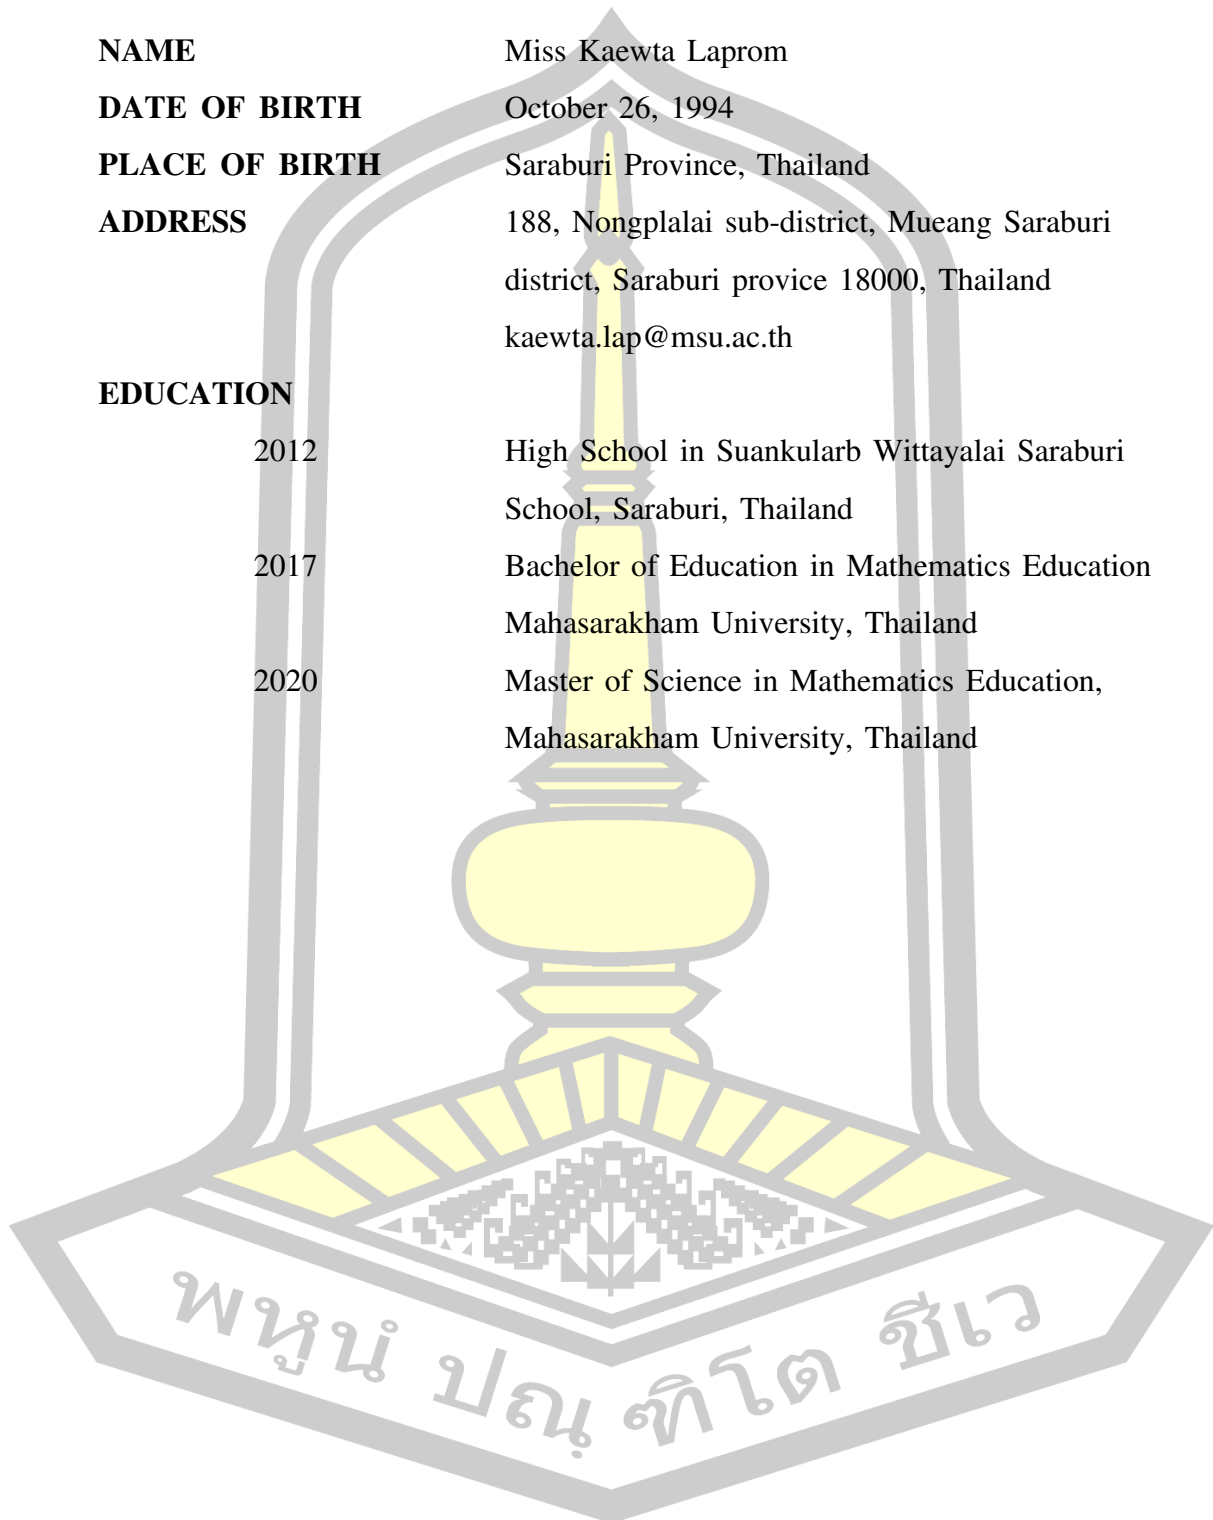 NAME Miss Kaewta Laprom
DATE OF BIRTH October 26, 1994
PLACE OF BIRTH Saraburi Province, Thailand
ADDRESS 188, Nongplalai sub-district, Mueang Saraburi
district, Saraburi provice 18000, Thailand
kaewta.lap@msu.ac.th
EDUCATION
2012 High School in Suankularb Wittayalai Saraburi
School, Saraburi, Thailand
2017 Bachelor of Education in Mathematics Education
Mahasarakham University, Thailand
2020 Master of Science in Mathematics Education,
Mahasarakham University, Thailand
พหูนํ ปณฺ ฑิโต ชีเว